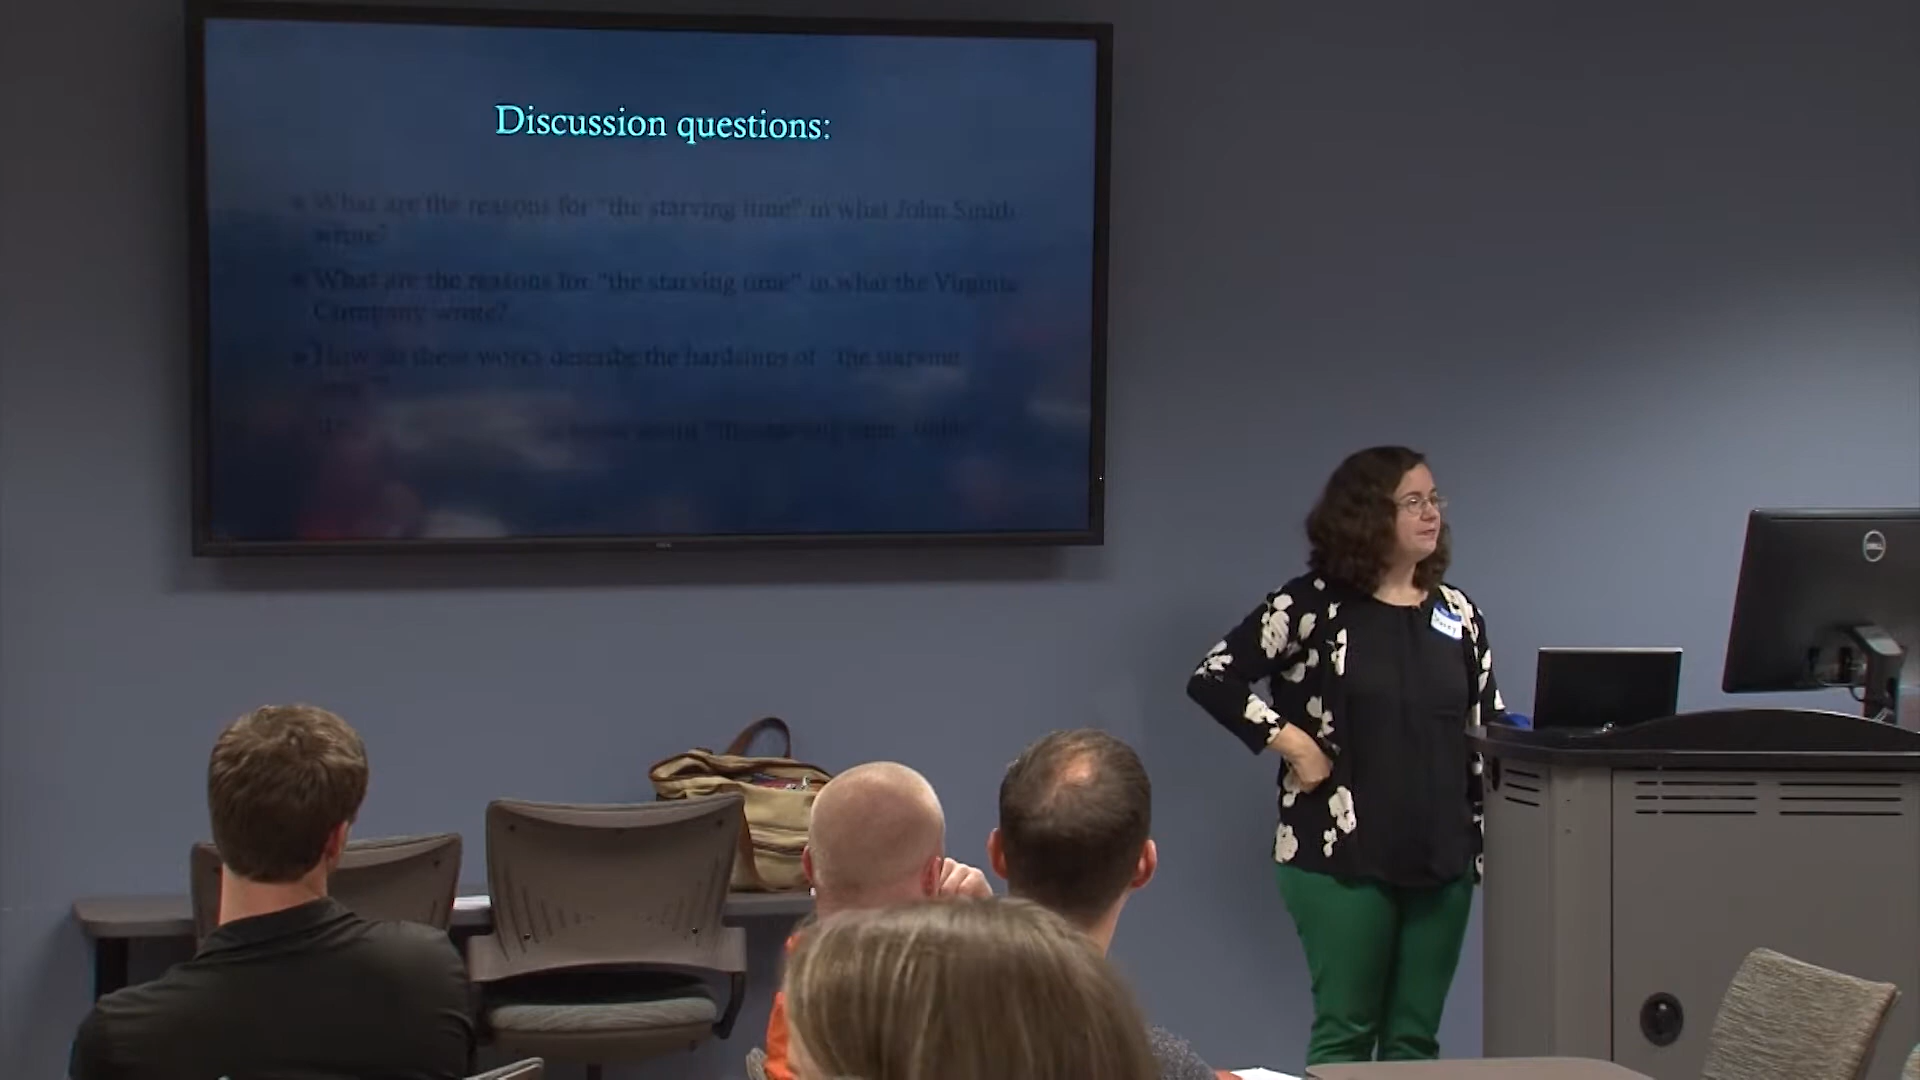 Discussion questions:
What are the reasons for "the starving time" in what John Smith
wrote?
What are the reasons for "the starving time" in what the Virginia
Company wrote?
How do these works describe the hardships of "the starving
DELL